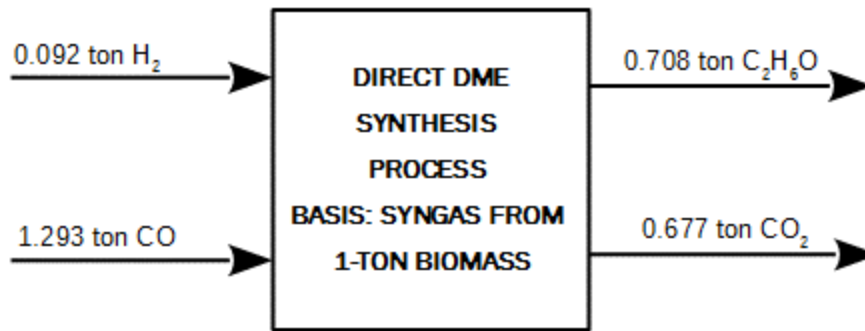 0.092 ton H₂
1.293 ton CO
DIRECT DME
SYNTHESIS
PROCESS
BASIS: SYNGAS FROM
1-TON BIOMASS
0.708 ton C₂H₆O
0.677 ton CO₂